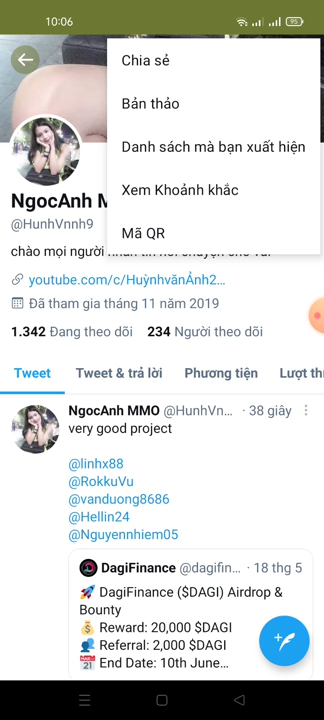 10:06
95
Chia sẻ
Bản thảo
Danh sách mà bạn xuất hiện
Xem Khoảnh khắc
Mã QR
NgocAnh M
@HunhVnnh9
chào mọi người
youtube.com/c/HuỳnhvănẢnh2...
Đã tham gia tháng 11 năm 2019
1.342 Đang theo dõi 234 Người theo dõi
Tweet Tweet & trả lời Phương tiện Lượt th
NgocAnh MMO @HunhVn... · 38 giây
very good project
@linhx88
@RokkuVu
@vanduong8686
@Hellin24
@Nguyennhiem05
DagiFinance @dagifin... · 18 thg 5
🚀 DagiFinance ($DAGI) Airdrop &
Bounty
💰 Reward: 20,000 $DAGI
👥 Referral: 2,000 $DAGI
📅 End Date: 10th June...